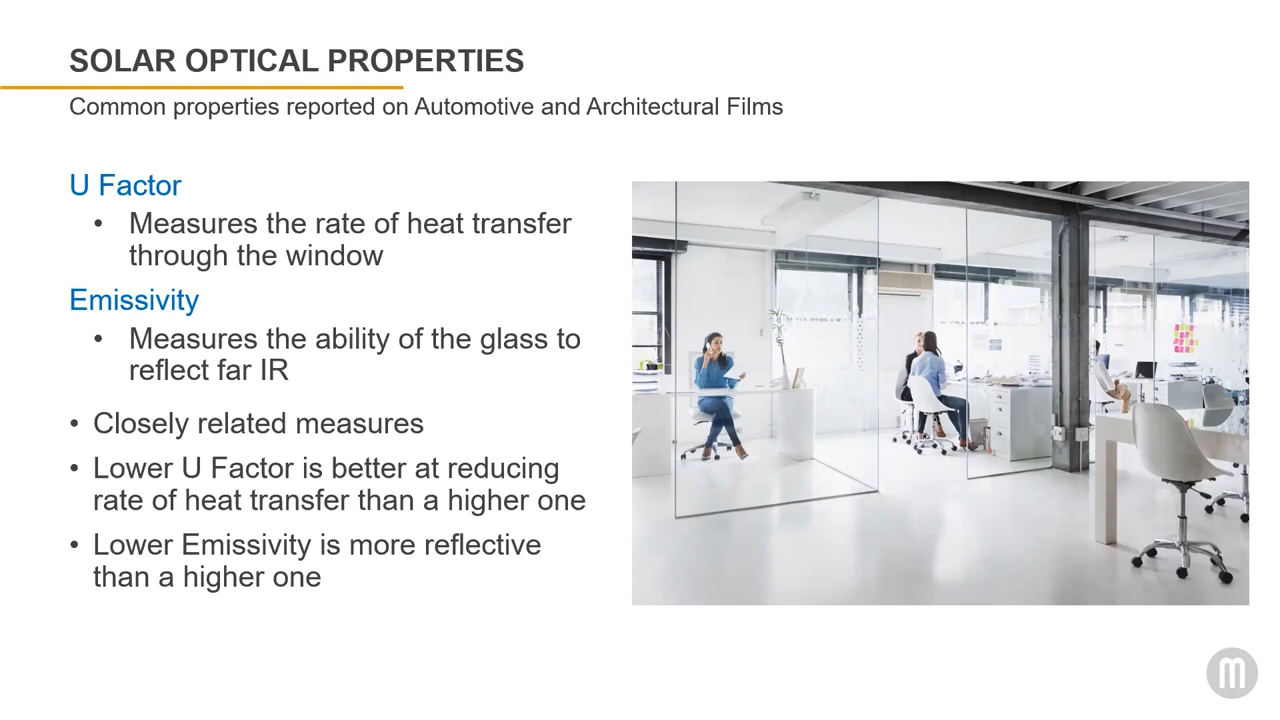 SOLAR OPTICAL PROPERTIES
Common properties reported on Automotive and Architectural Films
U Factor
• Measures the rate of heat transfer
through the window
Emissivity
• Measures the ability of the glass to
reflect far IR
• Closely related measures
• Lower U Factor is better at reducing
rate of heat transfer than a higher one
• Lower Emissivity is more reflective
than a higher one
m